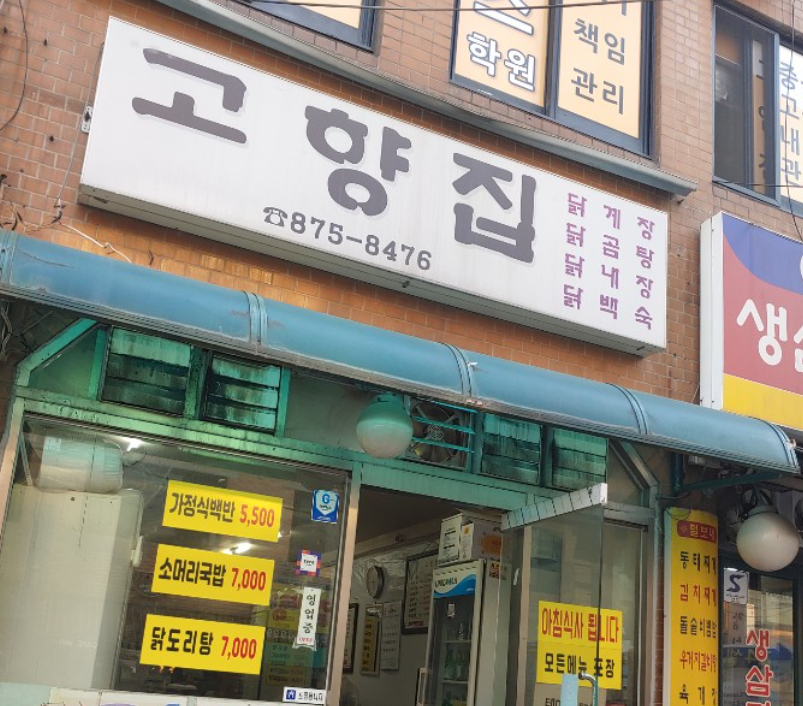 학원
책임
관리
고향집
☎875-8476
닭 게 장
닭 곰 탕
닭 내 장
닭 백 숙
생삼
가정식백반 5,500
소머리국밥 7,000
닭도리탕 7,000
영업중
아침식사 됩니다
모든메뉴 포장
동태찌개
김치찌개
돌솥비빔밥
우거지갈비탕
육개장
S
생삼